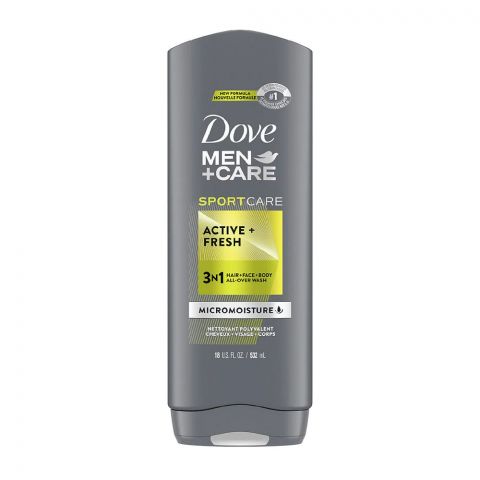 NEW FORMULA
NOUVELLE FORMULE
#1
Dove
MEN
+CARE
SPORTCARE
ACTIVE +
FRESH
3N1 HAIR+FACE+BODY
ALL-OVER WASH
MICROMOISTURE
NETTOYANT POLYVALENT
CHEVEUX + VISAGE + CORPS
18 U.S. FL. OZ. / 532 mL